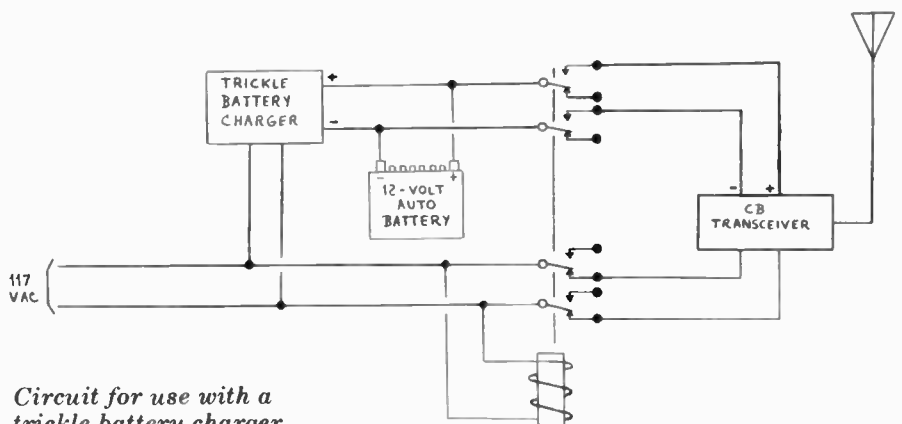 TRICKLE
BATTERY
CHARGER
+
-
- +
12-VOLT
AUTO
BATTERY
- +
CB
TRANSCEIVER
117
VAC
Circuit for use with a
trickle battery charger